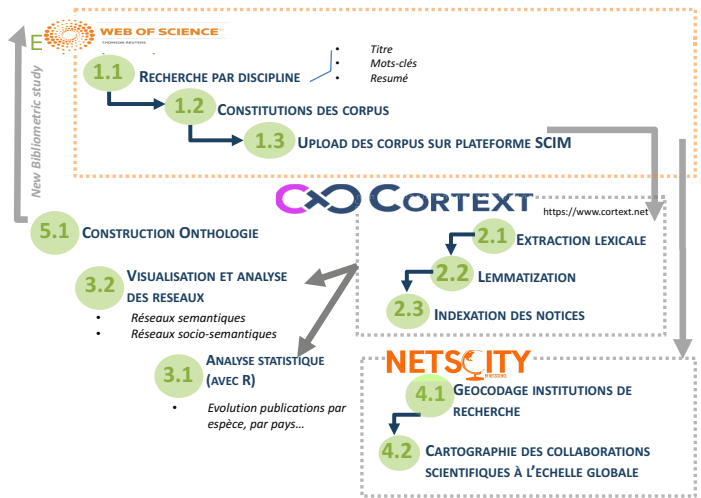 E
WEB OF SCIENCE™
THOMSON REUTERS
1.1 RECHERCHE PAR DISCIPLINE
• Titre
• Mots-clés
• Resumé
1.2 CONSTITUTIONS DES CORPUS
1.3 UPLOAD DES CORPUS SUR PLATEFORME SCIM
New Bibliometric study
CORTEXT
https://www.cortext.net
2.1 EXTRACTION LEXICALE
2.2 LEMMATIZATION
2.3 INDEXATION DES NOTICES
5.1 CONSTRUCTION ONTHOLOGIE
3.2 VISUALISATION ET ANALYSE
DES RESEAUX
• Réseaux semantiques
• Réseaux socio-semantiques
3.1 ANALYSE STATISTIQUE
(AVEC R)
• Evolution publications par
espèce, par pays…
NETSCITY
4.1 GEOCODAGE INSTITUTIONS DE
RECHERCHE
4.2 CARTOGRAPHIE DES COLLABORATIONS
SCIENTIFIQUES À L'ECHELLE GLOBALE